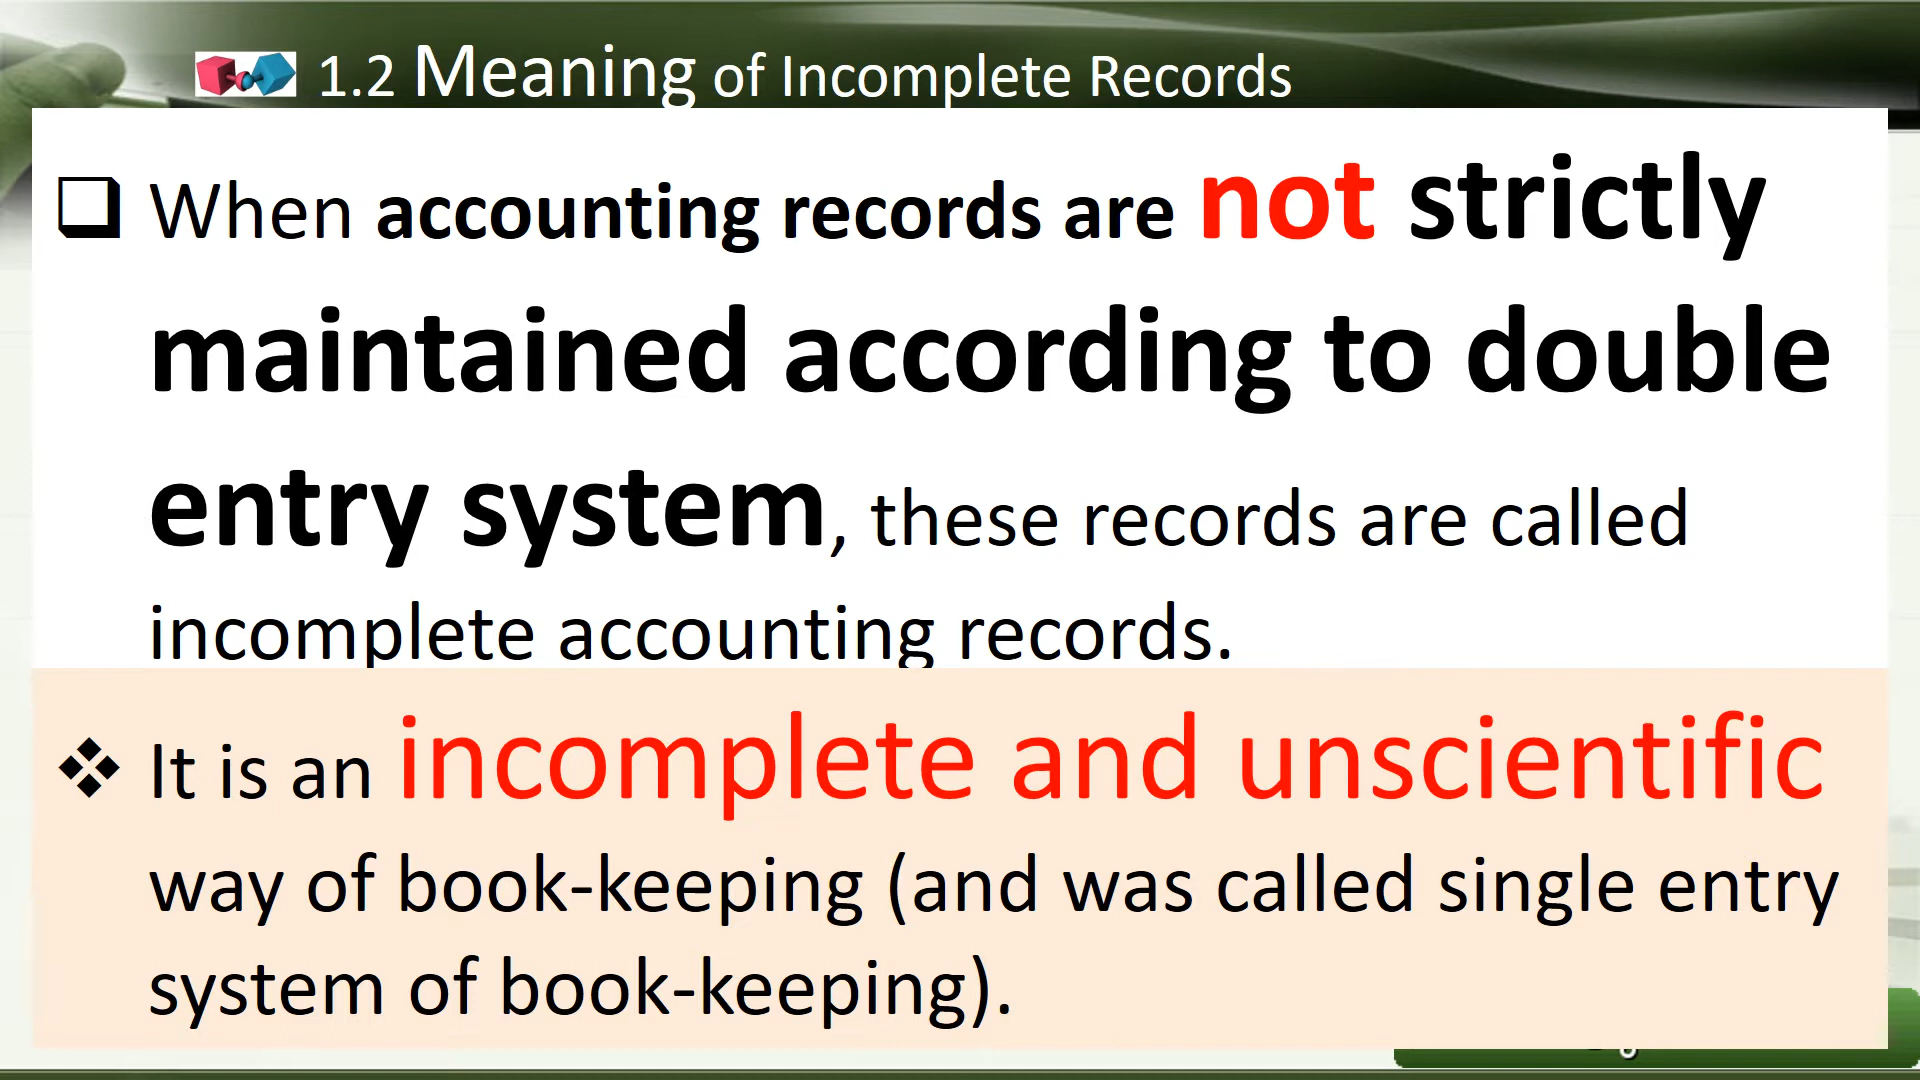 1.2 Meaning of Incomplete Records
When accounting records are not strictly
maintained according to double
entry system, these records are called
incomplete accounting records.
It is an incomplete and unscientific
way of book-keeping (and was called single entry
system of book-keeping).